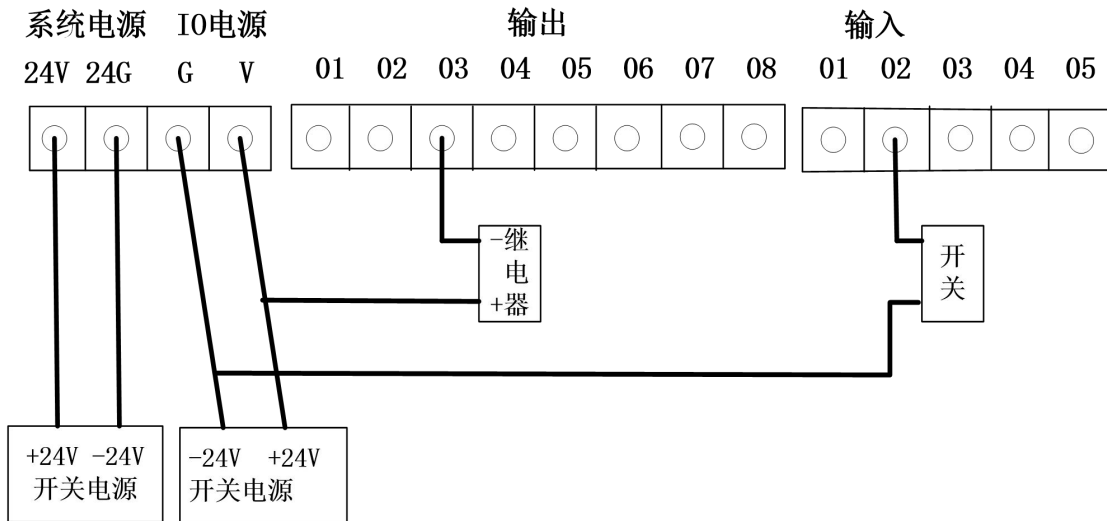 系统电源 IO电源 输出 输入
24V 24G G V 01 02 03 04 05 06 07 08 01 02 03 04 05
-继
电
+器
开
关
+24V -24V
开关电源
-24V +24V
开关电源